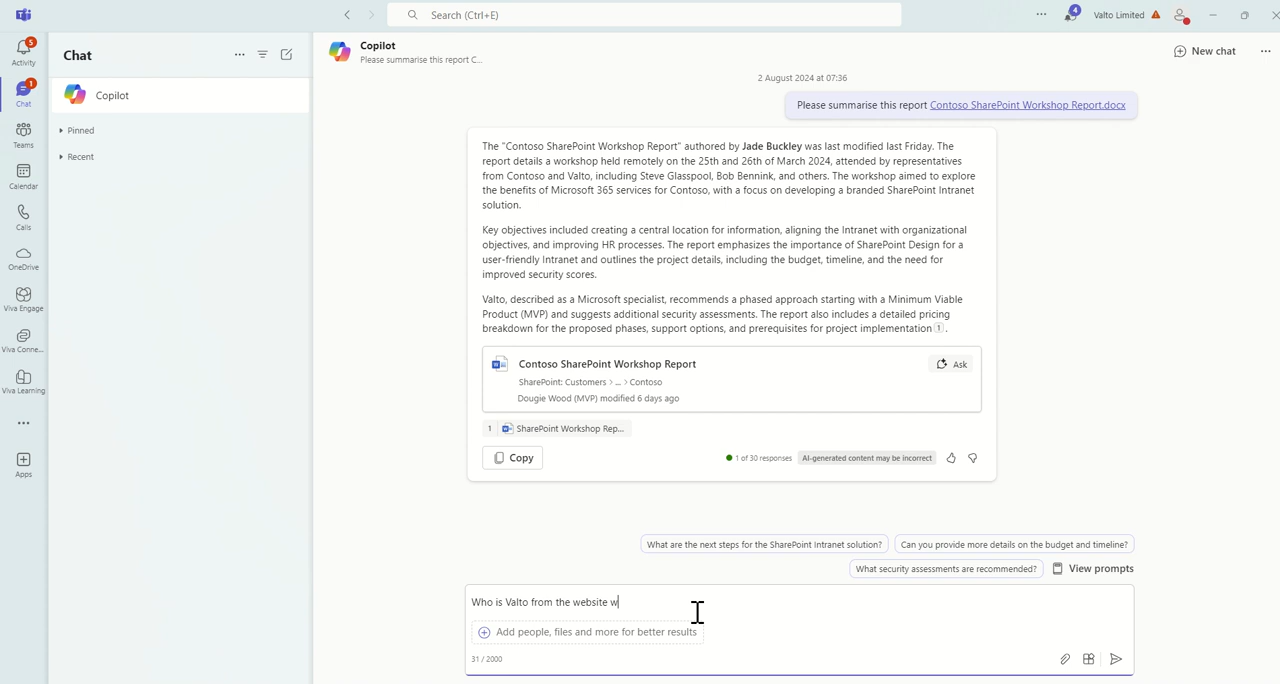 Search (Ctrl+E)
4
Valto Limited
5
Activity
1
Chat
Teams
Calendar
Calls
OneDrive
Viva Engage
Viva Conne...
Viva Learning
Apps
Chat
Copilot
Pinned
Recent
Copilot
Please summarise this report C...
New chat
2 August 2024 at 07:36
Please summarise this report Contoso SharePoint Workshop Report.docx
The "Contoso SharePoint Workshop Report" authored by Jade Buckley was last modified last Friday. The
report details a workshop held remotely on the 25th and 26th of March 2024, attended by representatives
from Contoso and Valto, including Steve Glasspool, Bob Bennink, and others. The workshop aimed to explore
the benefits of Microsoft 365 services for Contoso, with a focus on developing a branded SharePoint Intranet
solution.
Key objectives included creating a central location for information, aligning the Intranet with organizational
objectives, and improving HR processes. The report emphasizes the importance of SharePoint Design for a
user-friendly Intranet and outlines the project details, including the budget, timeline, and the need for
improved security scores.
Valto, described as a Microsoft specialist, recommends a phased approach starting with a Minimum Viable
Product (MVP) and suggests additional security assessments. The report also includes a detailed pricing
breakdown for the proposed phases, support options, and prerequisites for project implementation 1 .
Contoso SharePoint Workshop Report
Ask
SharePoint: Customers > ... > Contoso
Dougie Wood (MVP) modified 6 days ago
1 SharePoint Workshop Rep...
Copy
1 of 30 responses
AI-generated content may be incorrect
What are the next steps for the SharePoint Intranet solution?
Can you provide more details on the budget and timeline?
What security assessments are recommended?
View prompts
Who is Valto from the website w
Add people, files and more for better results
31 / 2000